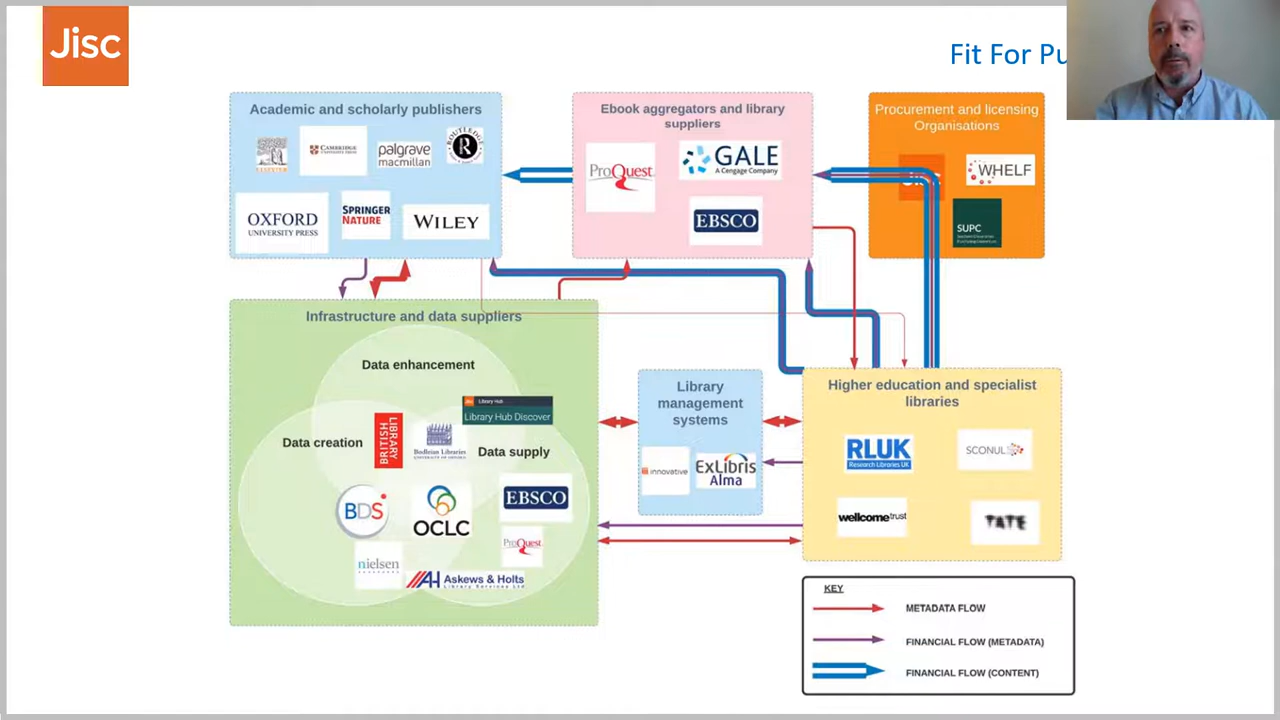 Jisc
Fit For Pu
Academic and scholarly publishers
CAMBRIDGE
UNIVERSITY PRESS
palgrave
macmillan
ROUTLEDGE
OXFORD
UNIVERSITY PRESS
SPRINGER
NATURE
WILEY
Ebook aggregators and library
suppliers
ProQuest
GALE
A Cengage Company
EBSCO
Procurement and licensing
Organisations
WHELF
SUPC
Infrastructure and data suppliers
Data enhancement
Data creation
BRITISH
LIBRARY
Jisc Library Hub
Library Hub Discover
Bodleian Libraries
UNIVERSITY OF OXFORD
Data supply
BDS
OCLC
EBSCO
ProQuest
nielsen
AH Askews & Holts
Library Services Ltd
Library
management
systems
innovative
ExLibris
Alma
Higher education and specialist
libraries
RLUK
Research Libraries UK
SCONUL
wellcometrust
TATE
KEY
METADATA FLOW
FINANCIAL FLOW (METADATA)
FINANCIAL FLOW (CONTENT)